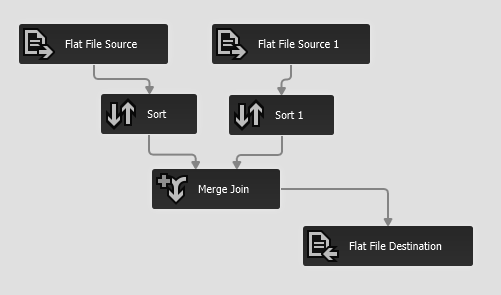 Flat File Source
Flat File Source 1
Sort
Sort 1
Merge Join
Flat File Destination